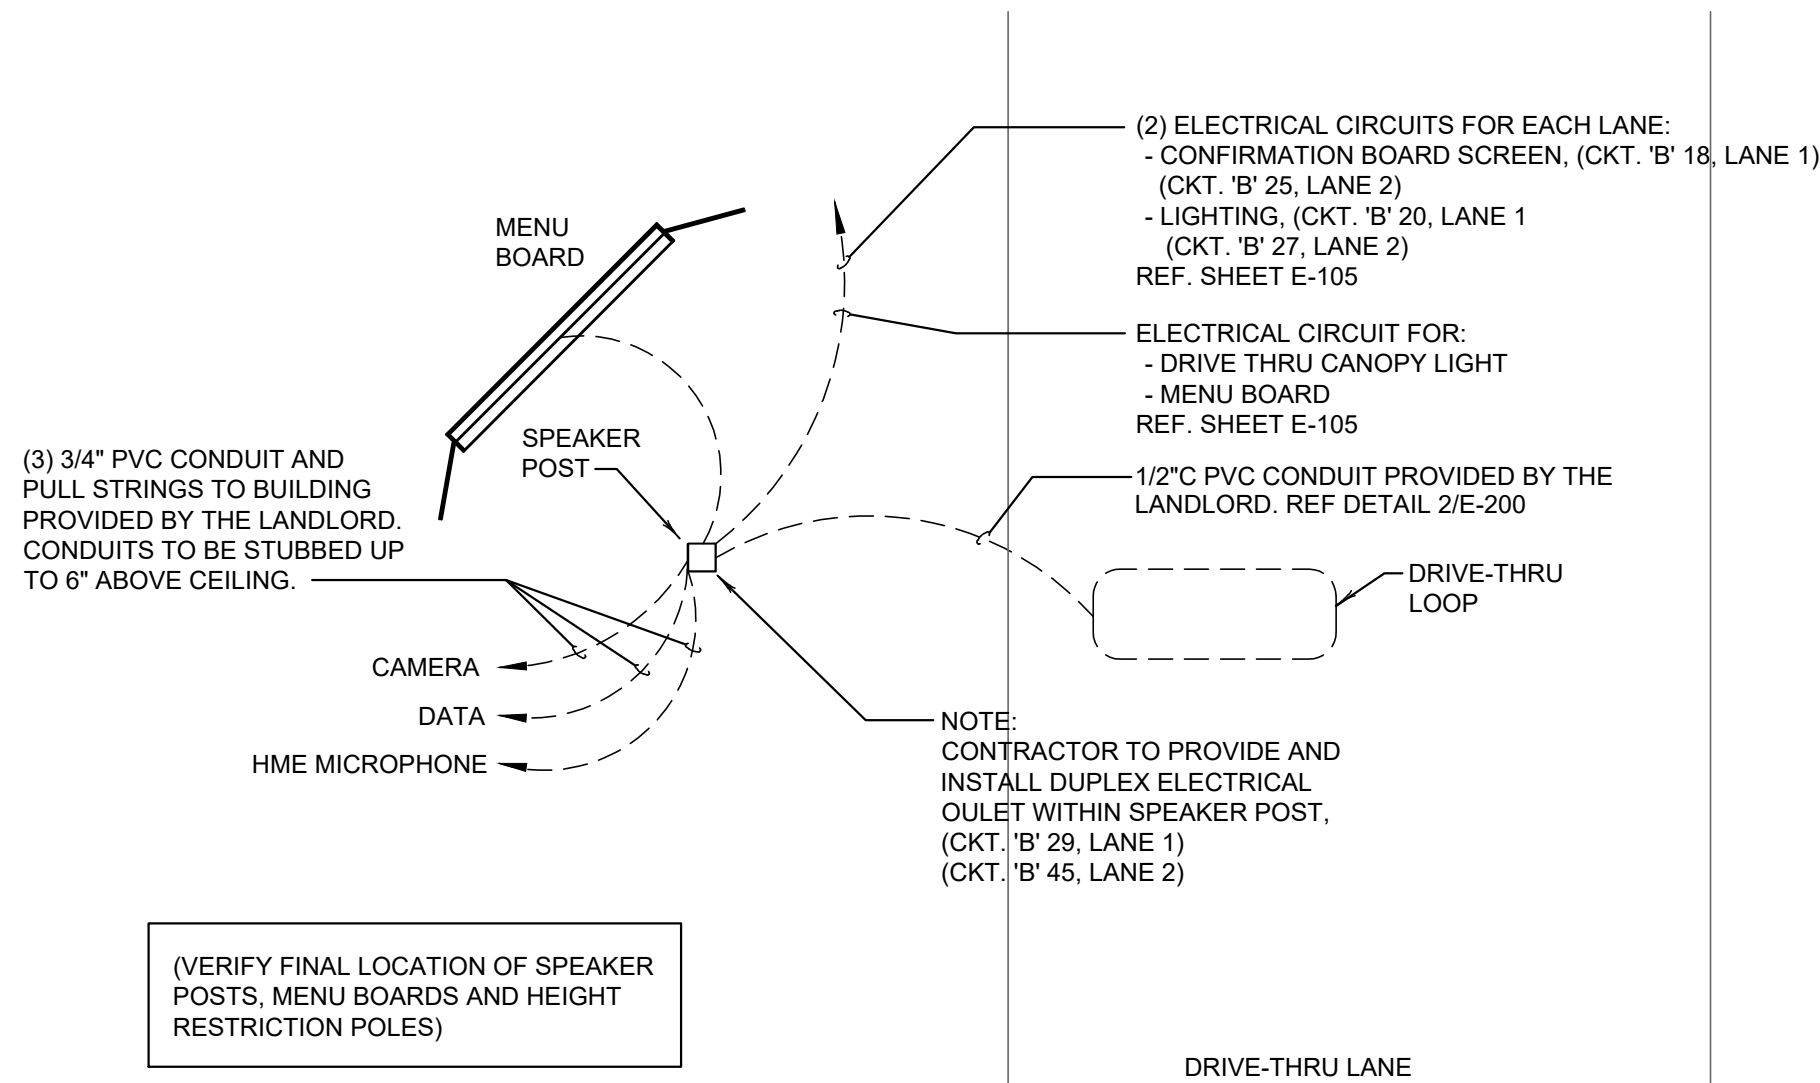 (2) ELECTRICAL CIRCUITS FOR EACH LANE:
- CONFIRMATION BOARD SCREEN, (CKT. 'B' 18, LANE 1)
(CKT. 'B' 25, LANE 2)
- LIGHTING, (CKT. 'B' 20, LANE 1
(CKT. 'B' 27, LANE 2)
REF. SHEET E-105
MENU
BOARD
ELECTRICAL CIRCUIT FOR:
- DRIVE THRU CANOPY LIGHT
- MENU BOARD
REF. SHEET E-105
SPEAKER
POST
(3) 3/4" PVC CONDUIT AND
PULL STRINGS TO BUILDING
PROVIDED BY THE LANDLORD.
CONDUITS TO BE STUBBED UP
TO 6" ABOVE CEILING.
1/2"C PVC CONDUIT PROVIDED BY THE
LANDLORD. REF DETAIL 2/E-200
DRIVE-THRU
LOOP
CAMERA
DATA
HME MICROPHONE
NOTE:
CONTRACTOR TO PROVIDE AND
INSTALL DUPLEX ELECTRICAL
OULET WITHIN SPEAKER POST,
(CKT. 'B' 29, LANE 1)
(CKT. 'B' 45, LANE 2)
(VERIFY FINAL LOCATION OF SPEAKER
POSTS, MENU BOARDS AND HEIGHT
RESTRICTION POLES)
DRIVE-THRU LANE